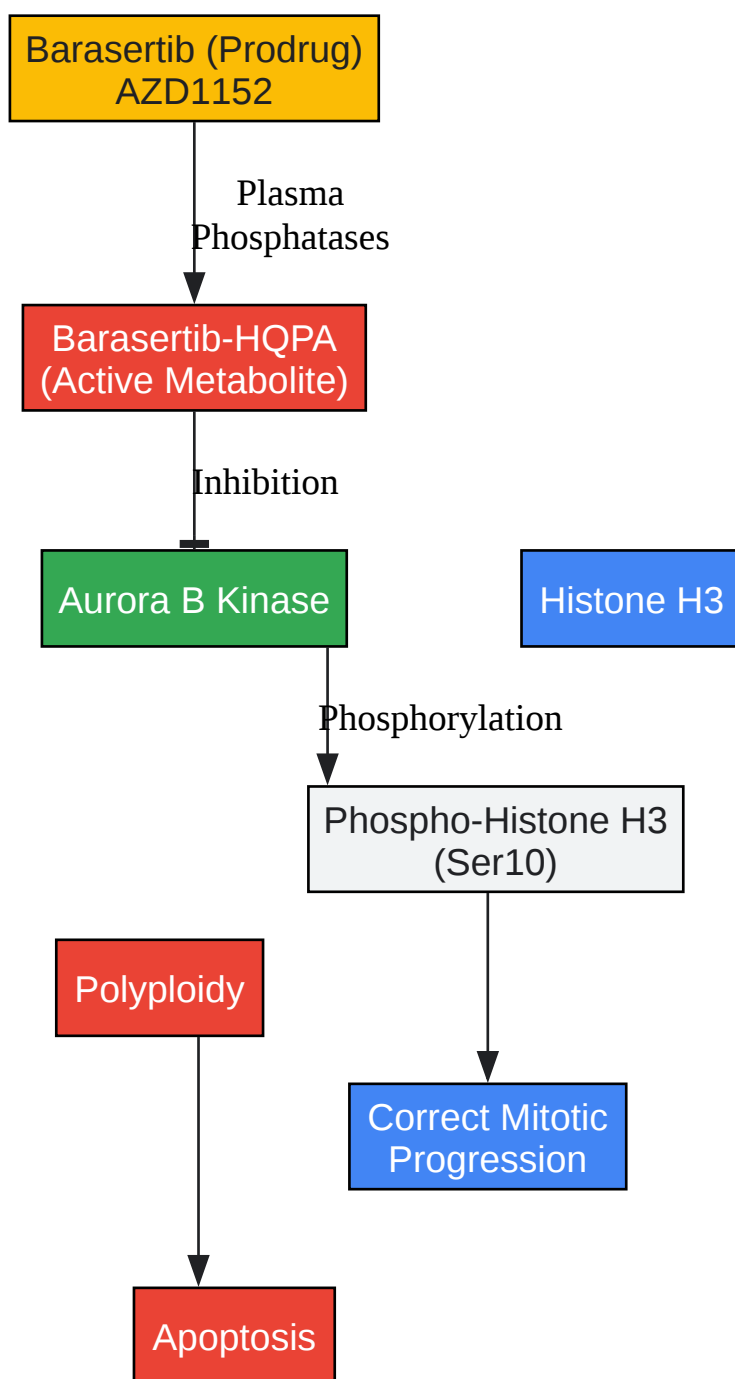 Barasertib (Prodrug)
AZD1152
Plasma
Phosphatases
Barasertib-HQPA
(Active Metabolite)
Inhibition
Aurora B Kinase
Histone H3
Phosphorylation
Phospho-Histone H3
(Ser10)
Polyploidy
Correct Mitotic
Progression
Apoptosis